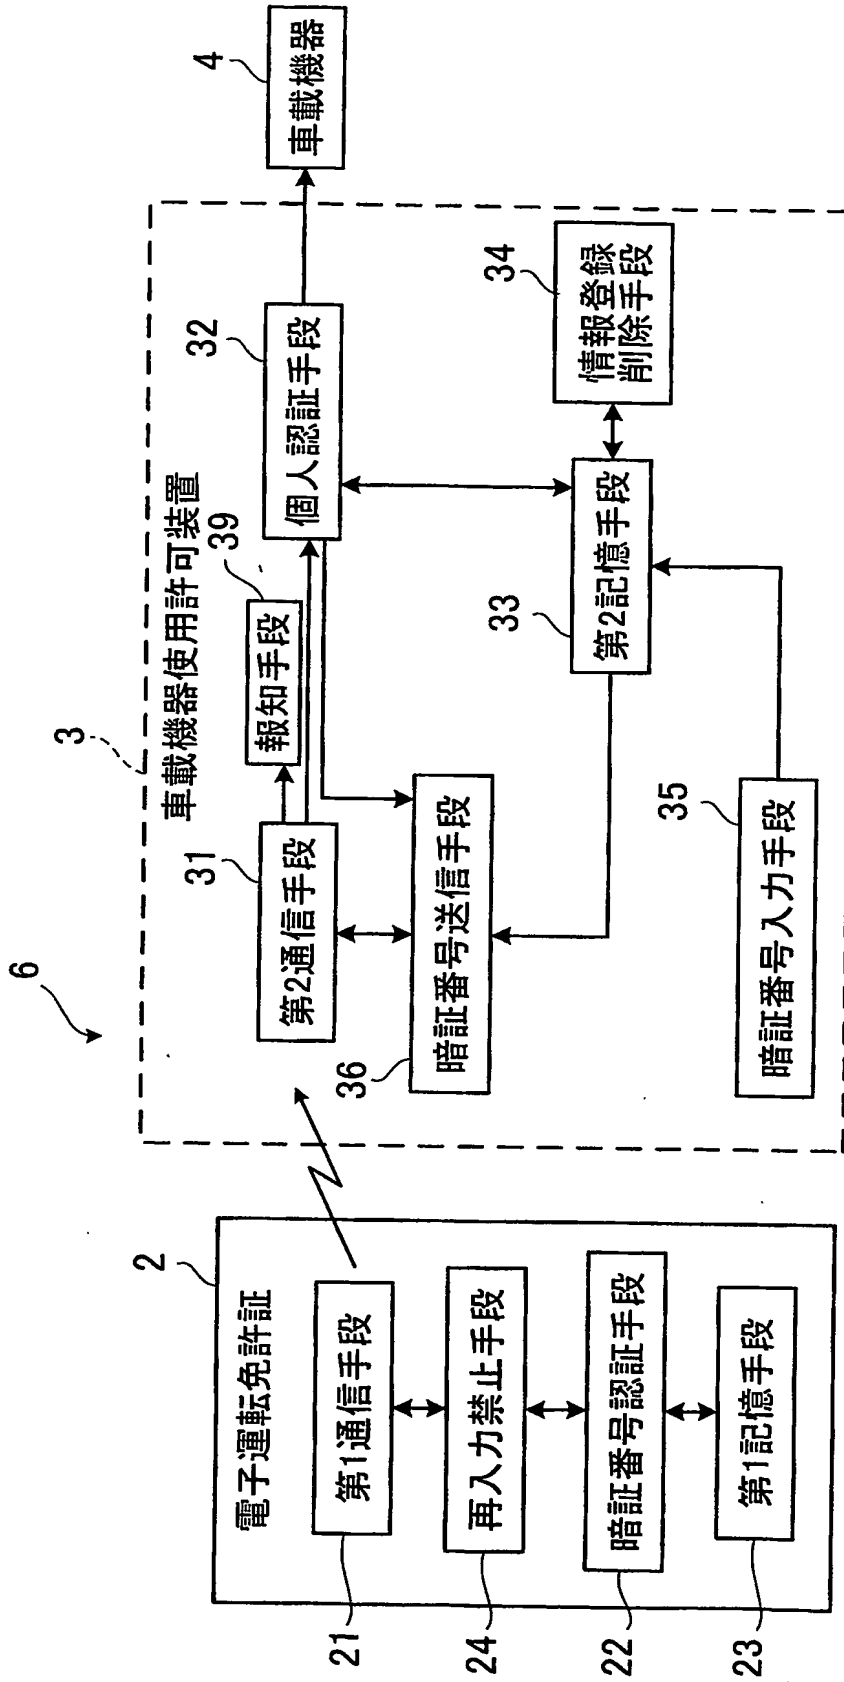 6
3
車載機器使用許可装置
4
車載機器
32
個人認証手段
39
報知手段
31
第2通信手段
36
暗証番号送信手段
34
情報登録
削除手段
33
第2記憶手段
35
暗証番号入力手段
2
電子運転免許証
21
第1通信手段
24
再入力禁止手段
22
暗証番号認証手段
23
第1記憶手段